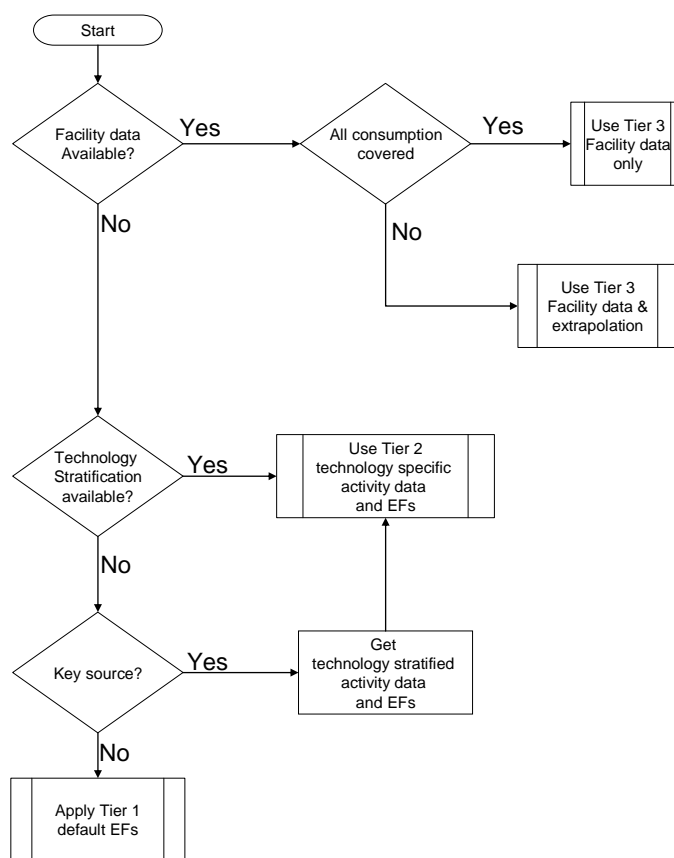 Start
Facility data
Available?
Yes
All consumption
covered
Yes
Use Tier 3
Facility data
only
No
No
Use Tier 3
Facility data &
extrapolation
Technology
Stratification
available?
Yes
Use Tier 2
technology specific
activity data
and EFs
No
Key source?
Yes
Get
technology stratified
activity data
and EFs
No
Apply Tier 1
default EFs